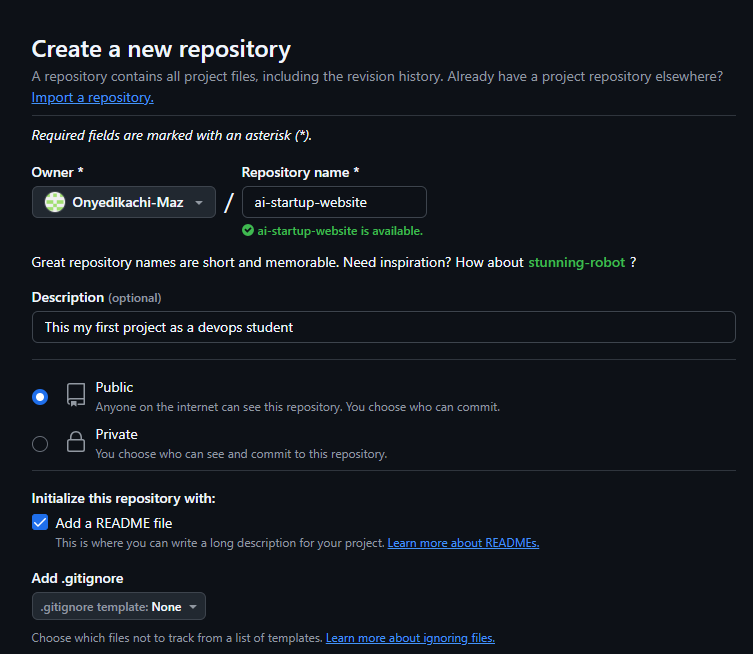 Create a new repository
A repository contains all project files, including the revision history. Already have a project repository elsewhere?
Import a repository.
Required fields are marked with an asterisk (*).
Owner * Repository name *
Onyedikachi-Maz / ai-startup-website
ai-startup-website is available.
Great repository names are short and memorable. Need inspiration? How about stunning-robot ?
Description (optional)
This my first project as a devops student
Public
Anyone on the internet can see this repository. You choose who can commit.
Private
You choose who can see and commit to this repository.
Initialize this repository with:
Add a README file
This is where you can write a long description for your project. Learn more about READMEs.
Add .gitignore
.gitignore template: None
Choose which files not to track from a list of templates. Learn more about ignoring files.